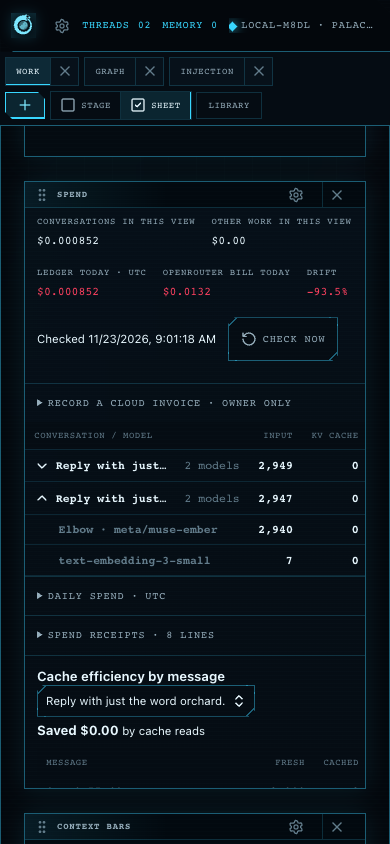 THREADS 02 MEMORY 0 LOCAL-M8DL · PALAC…
WORK GRAPH INJECTION
+ STAGE SHEET LIBRARY
SPEND
CONVERSATIONS IN THIS VIEW OTHER WORK IN THIS VIEW
$0.000852 $0.00
LEDGER TODAY · UTC OPENROUTER BILL TODAY DRIFT
$0.000852 $0.0132 -93.5%
Checked 11/23/2026, 9:01:18 AM CHECK NOW
RECORD A CLOUD INVOICE · OWNER ONLY
CONVERSATION / MODEL INPUT KV CACHE
Reply with just… 2 models 2,949 0
Reply with just… 2 models 2,947 0
Elbow · meta/muse-ember 2,940 0
text-embedding-3-small 7 0
DAILY SPEND · UTC
SPEND RECEIPTS · 8 LINES
Cache efficiency by message
Reply with just the word orchard.
Saved $0.00 by cache reads
MESSAGE FRESH CACHED
CONTEXT BARS